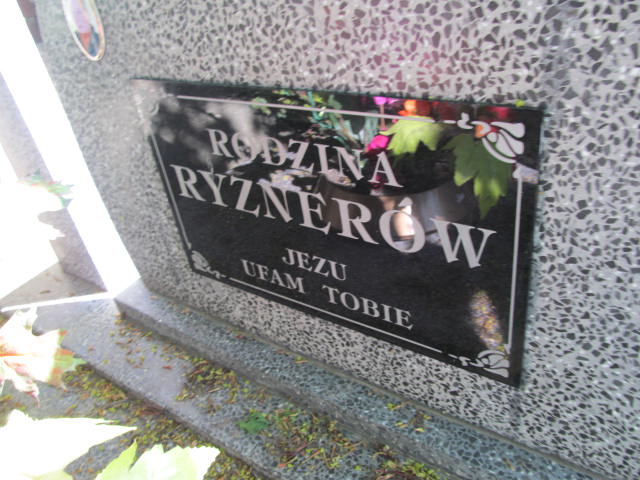 RODZINA
RYZNERÓW
JEZU
UFAM TOBIE